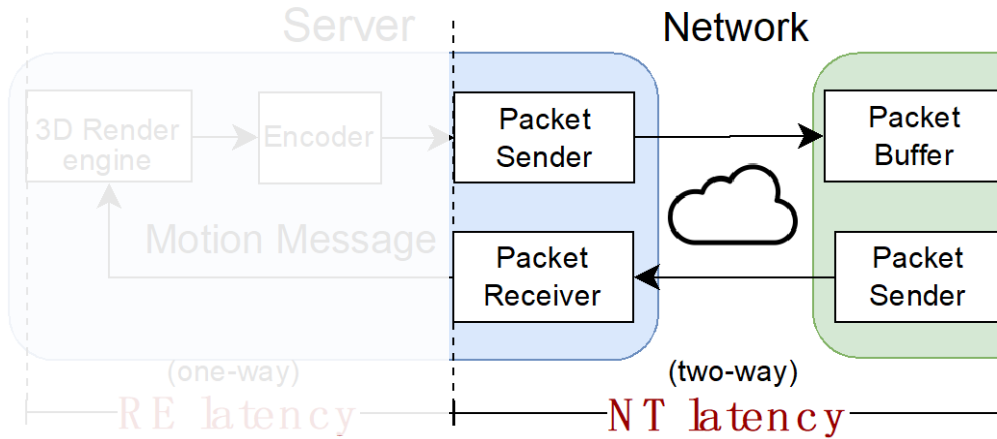 Server
Network
3D Render
engine
Encoder
Packet
Sender
Packet
Buffer
Motion Message
Packet
Receiver
Packet
Sender
(one-way)
(two-way)
RE latency
NT latency